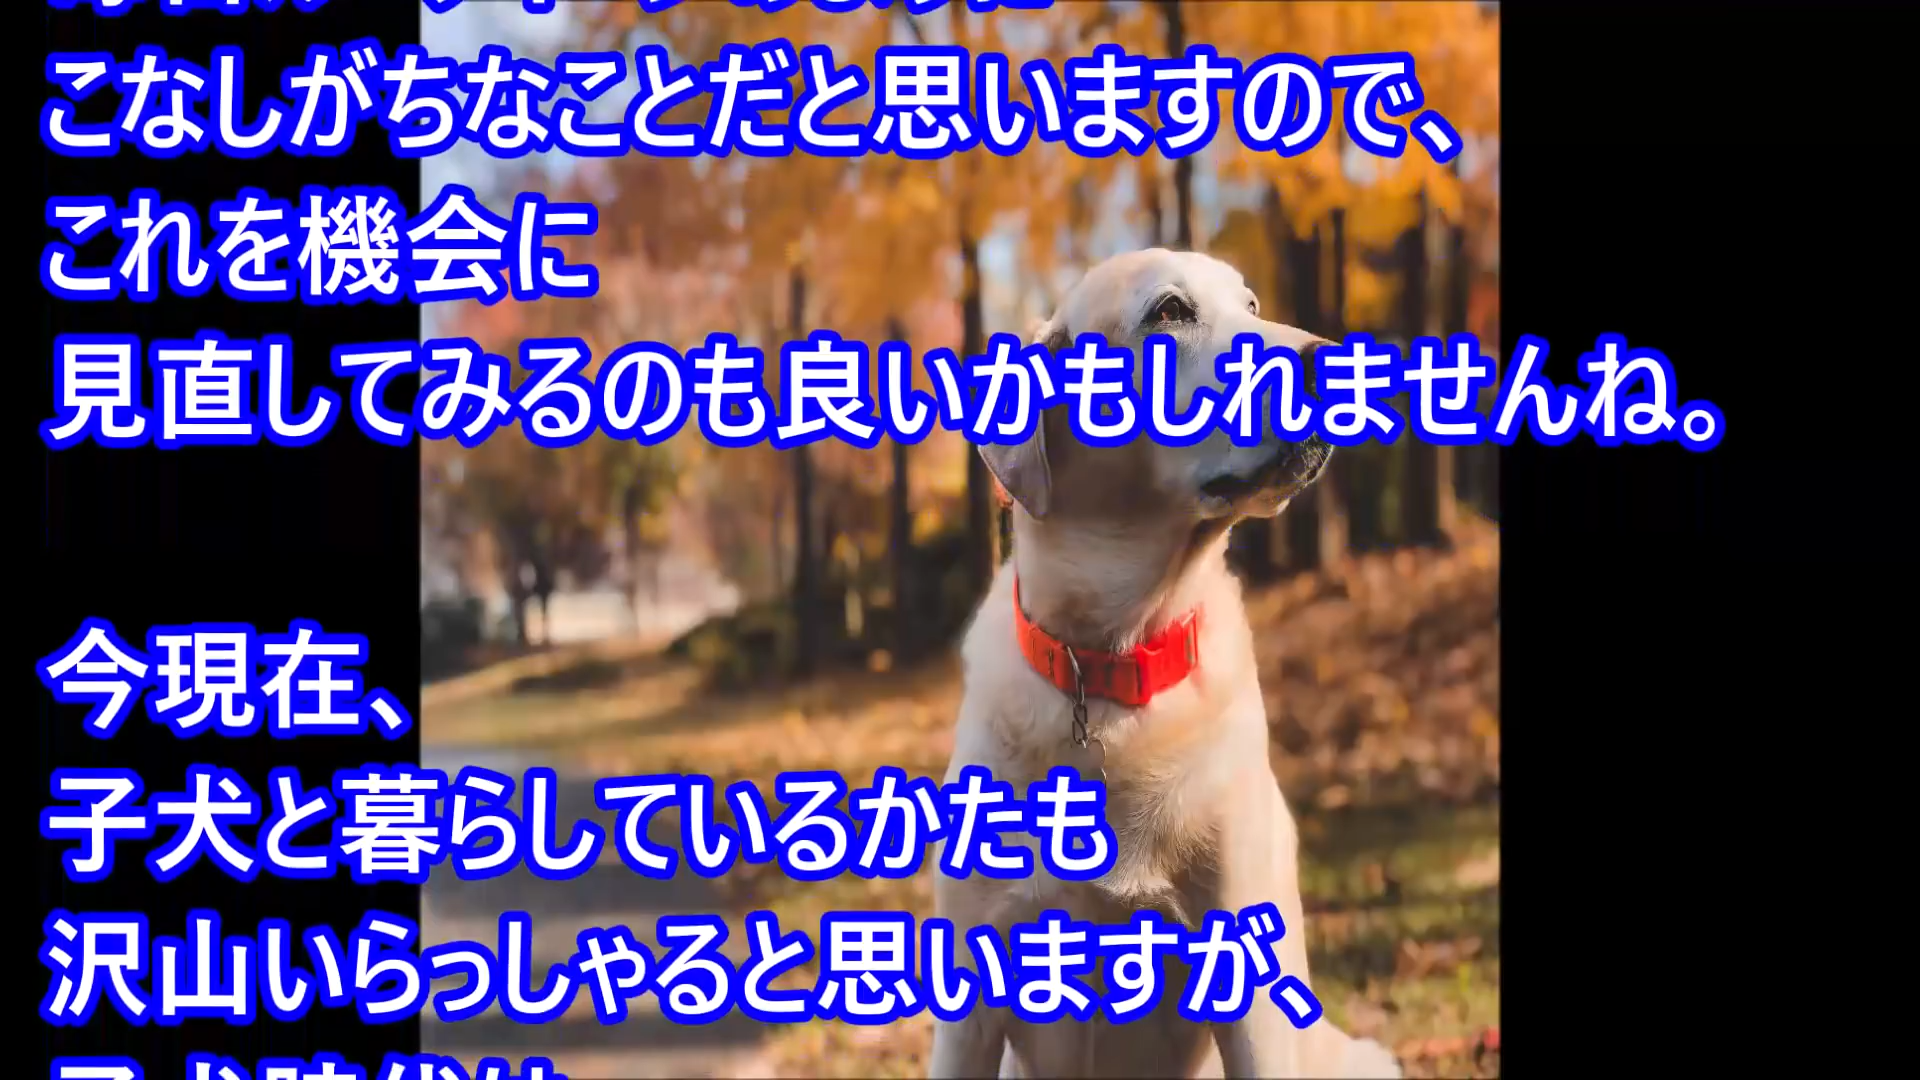 こなしがちなことだと思いますので、
これを機会に
見直してみるのも良いかもしれませんね。
今現在、
子犬と暮らしているかたも
沢山いらっしゃると思いますが、